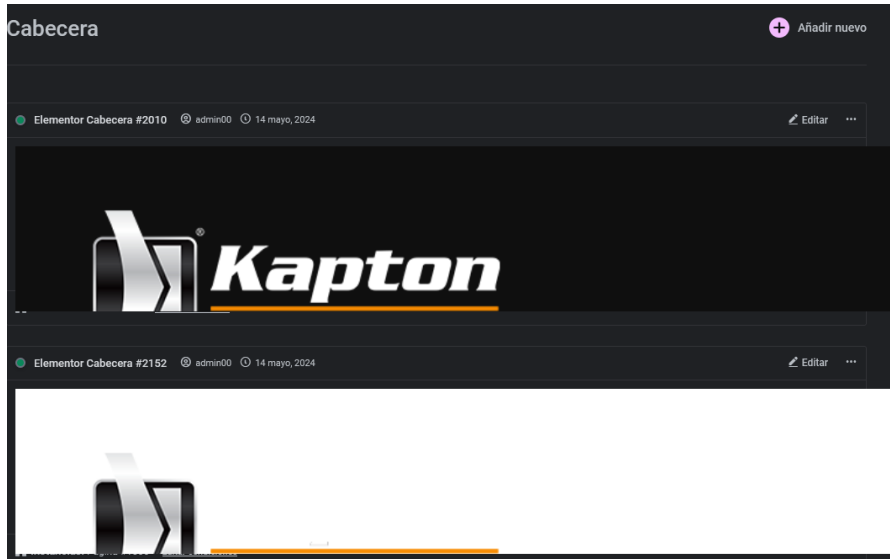 Cabecera
Añadir nuevo
Elementor Cabecera #2010 admin00 14 mayo, 2024
Editar
Kapton®
Elementor Cabecera #2152 admin00 14 mayo, 2024
Editar